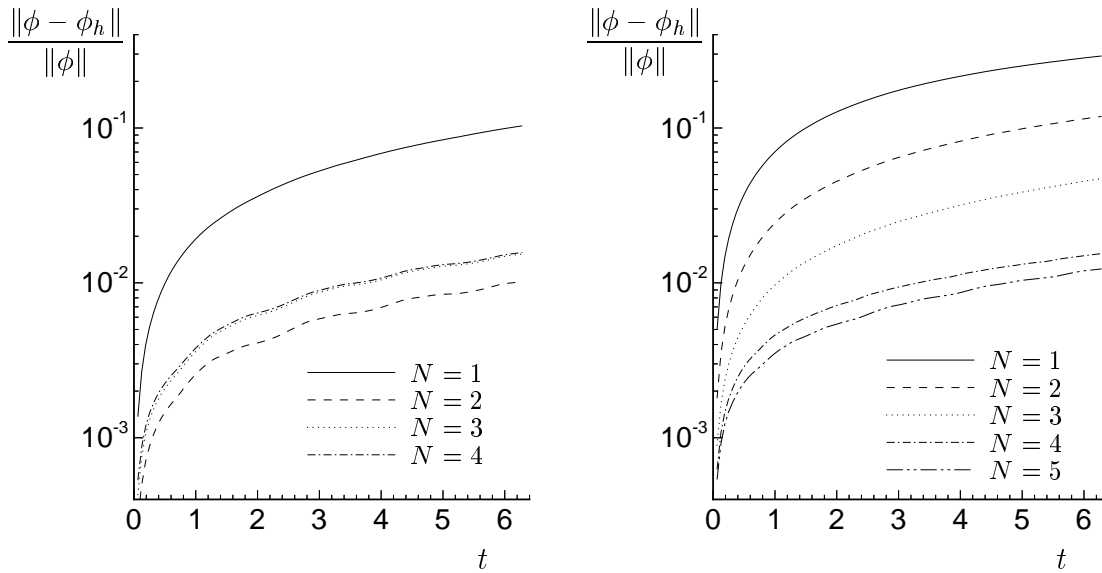 ‖ϕ − ϕ_h‖
‖ϕ‖
10^-1
10^-2
10^-3
0 1 2 3 4 5 6
t
N = 1
N = 2
N = 3
N = 4
‖ϕ − ϕ_h‖
‖ϕ‖
10^-1
10^-2
10^-3
0 1 2 3 4 5 6
t
N = 1
N = 2
N = 3
N = 4
N = 5